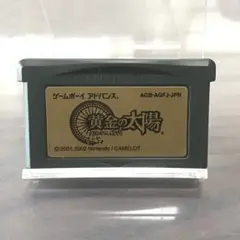 ゲームボーイ アドバンス
AGB-AGFJ-JPN
黄金の太陽
© 2001, 2002 Nintendo / CAMELOT